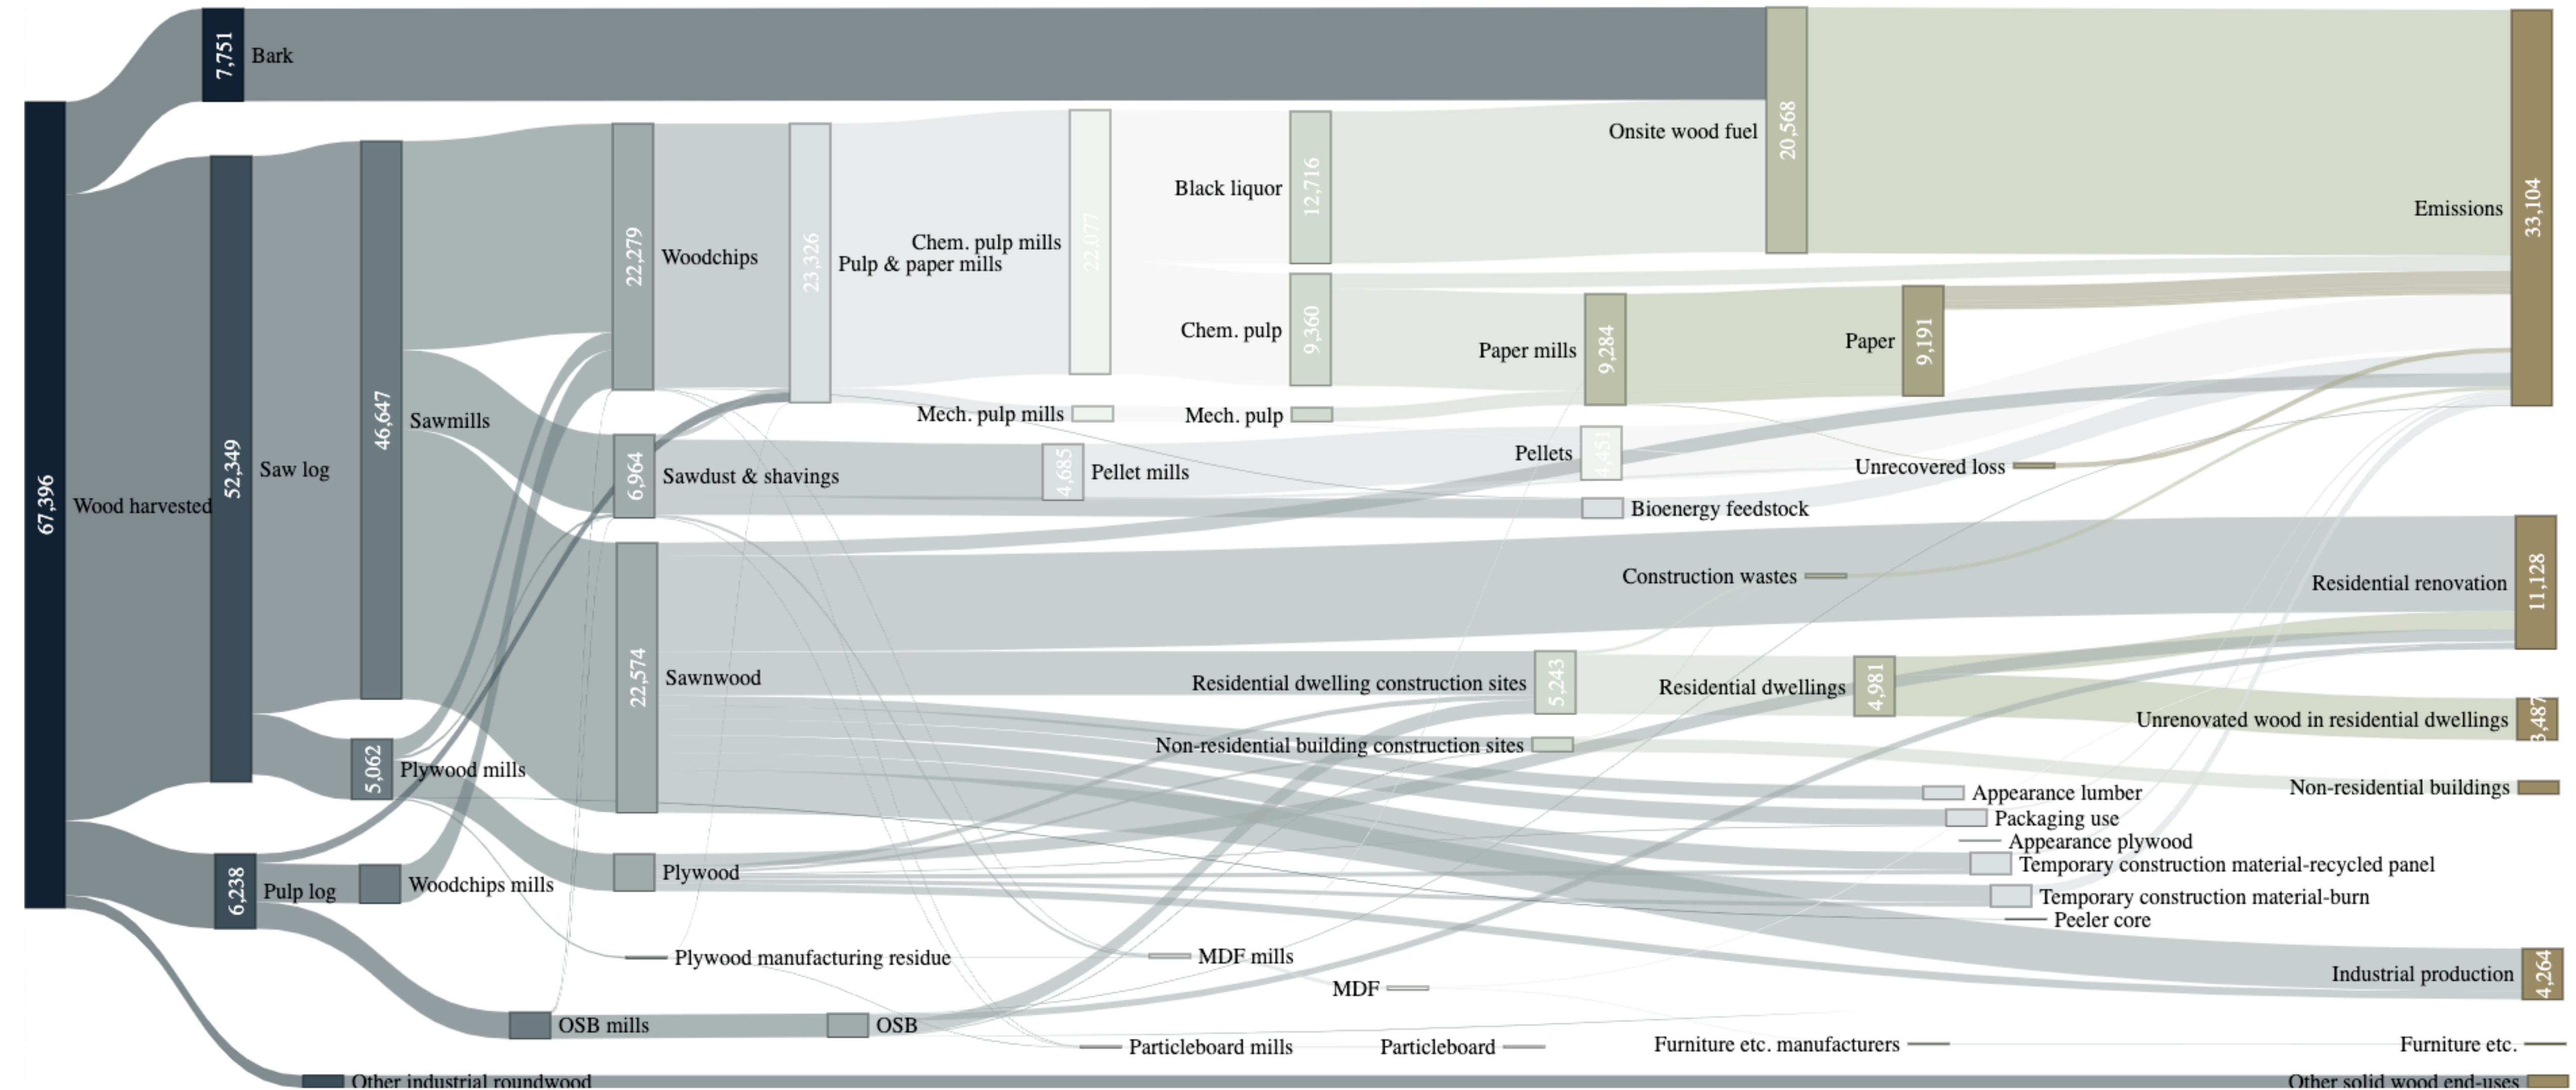 7,751
Bark
67,396
Wood harvested
52,349
Saw log
46,647
Sawmills
5,062
Plywood mills
6,238
Pulp log
Woodchips mills
22,279
Woodchips
6,964
Sawdust & shavings
22,574
Sawnwood
Plywood
Plywood manufacturing residue
OSB mills
OSB
Other industrial roundwood
23,326
Pulp & paper mills
Chem. pulp mills
22,077
Mech. pulp mills
4,685
Pellet mills
Black liquor
12,716
Chem. pulp
9,360
Mech. pulp
Onsite wood fuel
20,568
Paper mills
9,284
Paper
9,191
Pellets
4,451
Bioenergy feedstock
Unrecovered loss
Construction wastes
Residential dwelling construction sites
5,243
Residential dwellings
4,981
Non-residential building construction sites
Appearance lumber
Packaging use
Appearance plywood
Temporary construction material-recycled panel
Temporary construction material-burn
Peeler core
MDF mills
MDF
Particleboard mills
Particleboard
Furniture etc. manufacturers
Emissions
33,104
Residential renovation
11,128
Unrenovated wood in residential dwellings
3,487
Non-residential buildings
Industrial production
4,264
Furniture etc.
Other solid wood end-uses